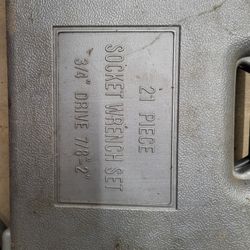 21 PIECE
SOCKET WRENCH SET
3/4" DRIVE 7/8"-2"